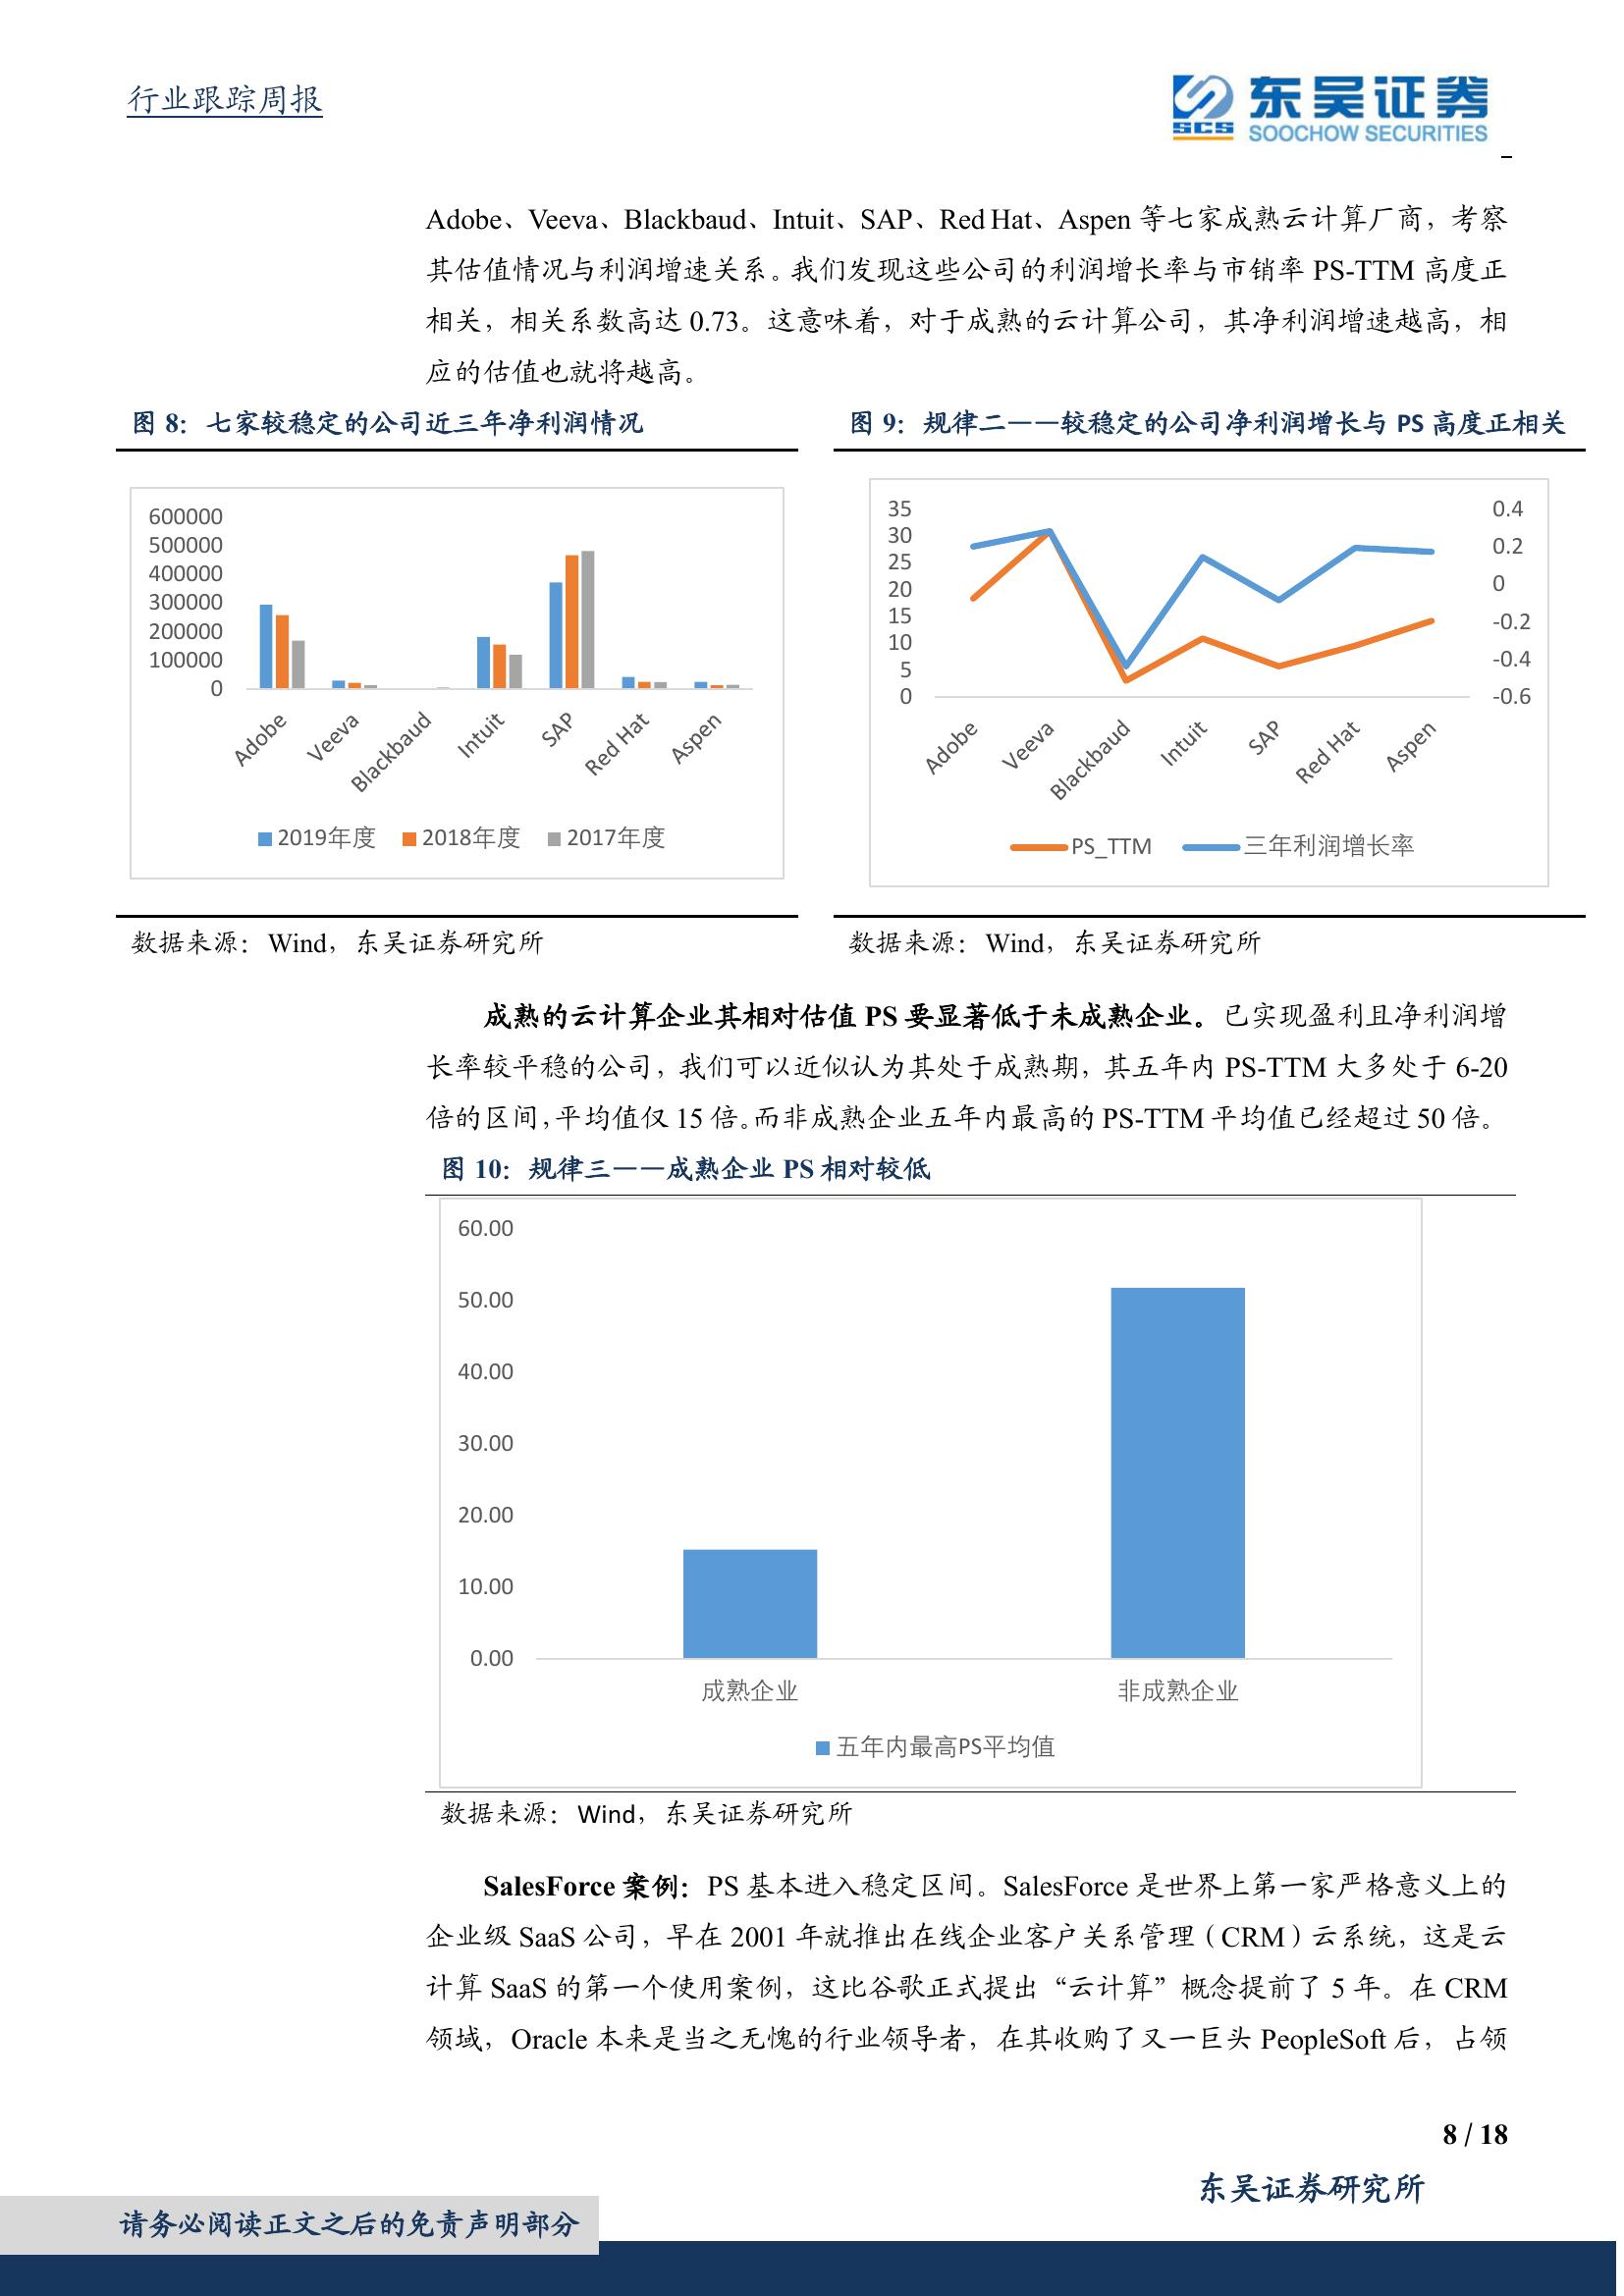 行业跟踪周报
东吴证券
SCS
SOOCHOW SECURITIES
Adobe、Veeva、Blackbaud、Intuit、SAP、Red Hat、Aspen 等七家成熟云计算厂商，考察
其估值情况与利润增速关系。我们发现这些公司的利润增长率与市销率 PS-TTM 高度正
相关，相关系数高达 0.73。这意味着，对于成熟的云计算公司，其净利润增速越高，相
应的估值也就将越高。
图 8：七家较稳定的公司近三年净利润情况
600000
500000
400000
300000
200000
100000
0
Adobe
Veeva
Blackbaud
Intuit
SAP
Red Hat
Aspen
2019年度 2018年度 2017年度
数据来源：Wind，东吴证券研究所
图 9：规律二——较稳定的公司净利润增长与 PS 高度正相关
35
30
25
20
15
10
5
0
0.4
0.2
0
-0.2
-0.4
-0.6
Adobe
Veeva
Blackbaud
Intuit
SAP
Red Hat
Aspen
PS_TTM 三年利润增长率
数据来源：Wind，东吴证券研究所
成熟的云计算企业其相对估值 PS 要显著低于未成熟企业。已实现盈利且净利润增
长率较平稳的公司，我们可以近似认为其处于成熟期，其五年内 PS-TTM 大多处于 6-20
倍的区间，平均值仅 15 倍。而非成熟企业五年内最高的 PS-TTM 平均值已经超过 50 倍。
图 10：规律三——成熟企业 PS 相对较低
60.00
50.00
40.00
30.00
20.00
10.00
0.00
成熟企业 非成熟企业
五年内最高PS平均值
数据来源：Wind，东吴证券研究所
SalesForce 案例：PS 基本进入稳定区间。SalesForce 是世界上第一家严格意义上的
企业级 SaaS 公司，早在 2001 年就推出在线企业客户关系管理（CRM）云系统，这是云
计算 SaaS 的第一个使用案例，这比谷歌正式提出“云计算”概念提前了 5 年。在 CRM
领域，Oracle 本来是当之无愧的行业领导者，在其收购了又一巨头 PeopleSoft 后，占领
8 / 18
东吴证券研究所
请务必阅读正文之后的免责声明部分